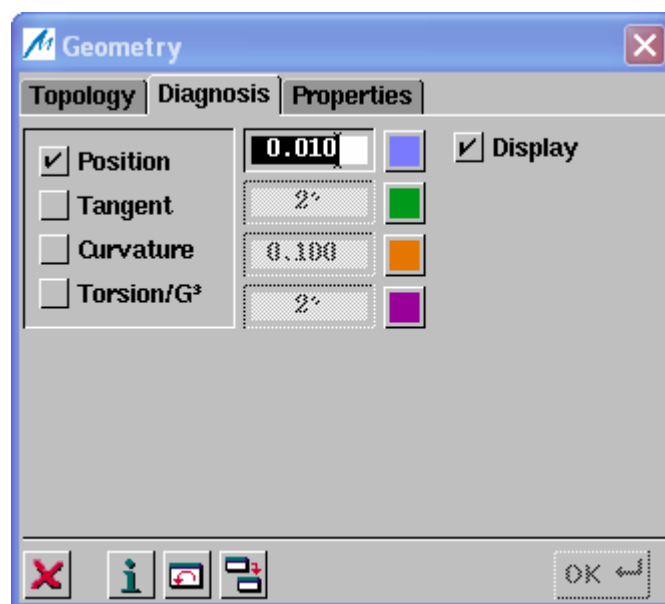 Geometry
Topology Diagnosis Properties
Position 0.010 Display
Tangent 2°
Curvature 0.100
Torsion/G³ 2°
OK